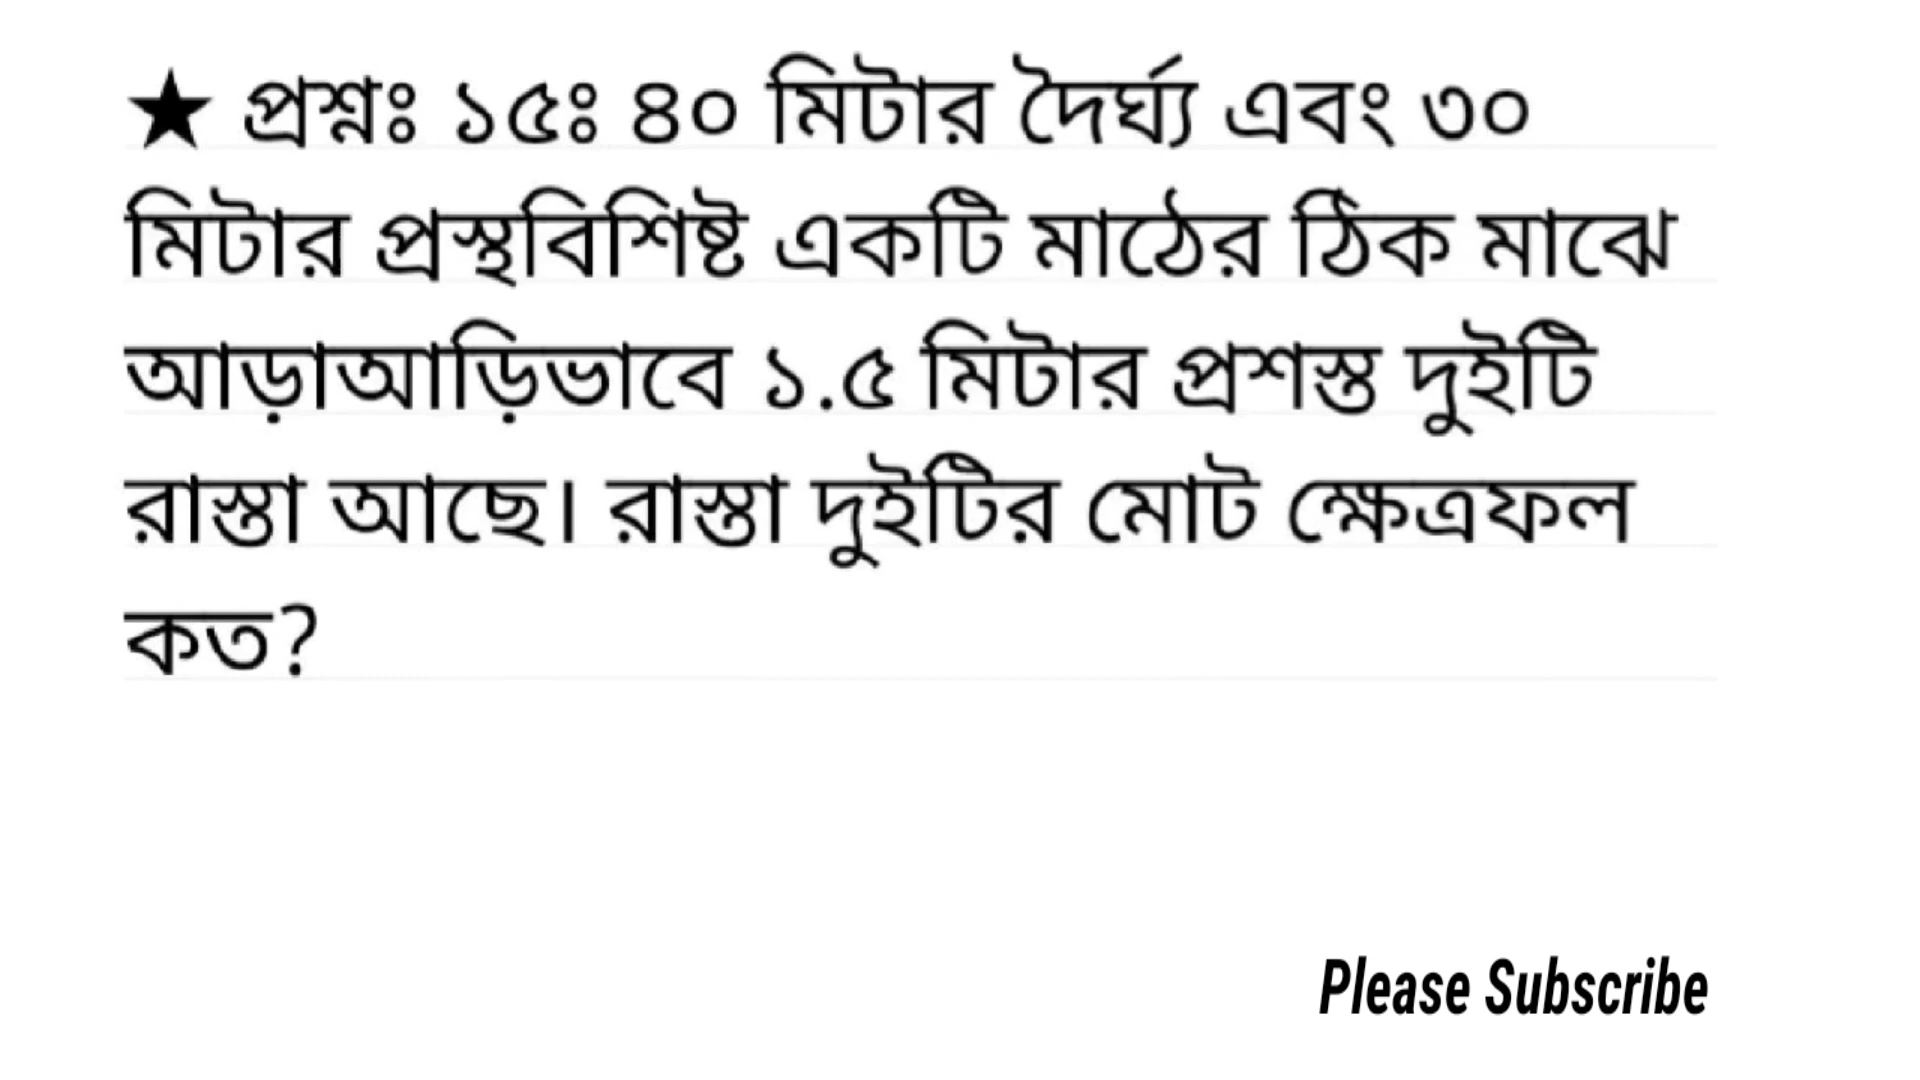 ★ প্রশ্নঃ ১৫ঃ ৪০ মিটার দৈর্ঘ্য এবং ৩০
মিটার প্রস্থবিশিষ্ট একটি মাঠের ঠিক মাঝে
আড়াআড়িভাবে ১.৫ মিটার প্রশস্ত দুইটি
রাস্তা আছে। রাস্তা দুইটির মোট ক্ষেত্রফল
কত?
Please Subscribe